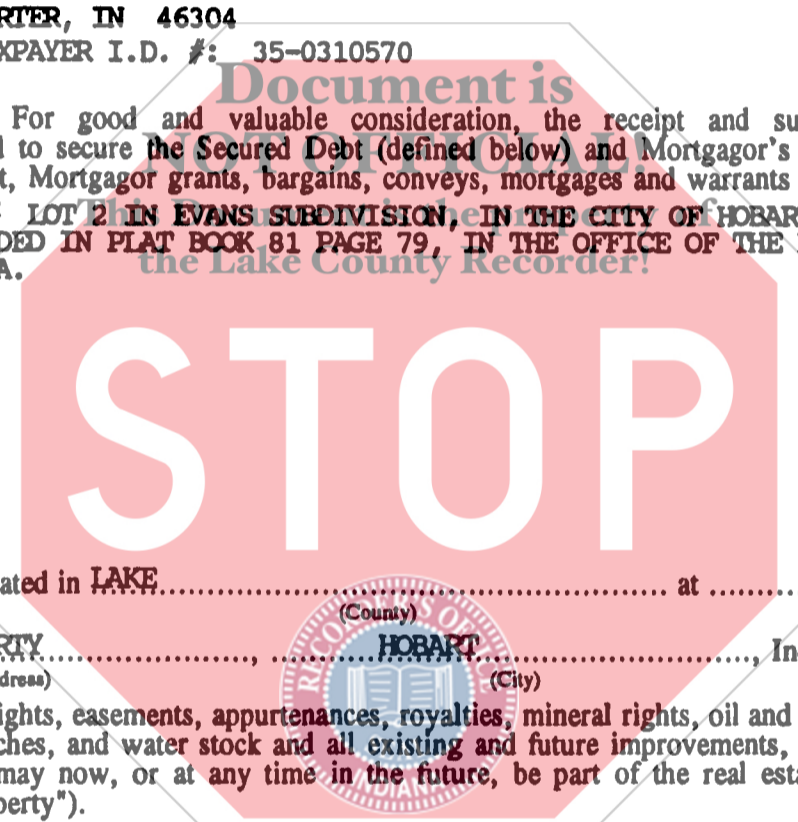 RTER, IN 46304
XPAYER I.D. #: 35-0310570
Document is
For good and valuable consideration, the receipt and su
NOT OFFICIAL!
to secure the Secured Debt (defined below) and Mortgagor's
t, Mortgagor grants, bargains, conveys, mortgages and warrants
This Document is the property of
LOT 2 IN EVANS SUBDIVISION, IN THE CITY OF HOBAR
DED IN PLAT BOOK 81 PAGE 79, IN THE OFFICE OF THE
the Lake County Recorder!
A.
STOP
ated in LAKE at
(County)
RTY, HOBART, In
dress) (City)
RECORDER'S OFFICE
ights, easements, appurtenances, royalties, mineral rights, oil and
ches, and water stock and all existing and future improvements,
may now, or at any time in the future, be part of the real esta
INDIANA
perty").